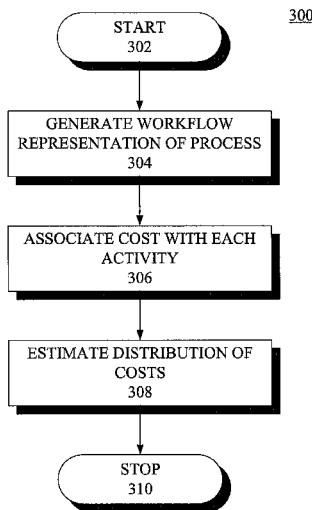 300
START
302
GENERATE WORKFLOW
REPRESENTATION OF PROCESS
304
ASSOCIATE COST WITH EACH
ACTIVITY
306
ESTIMATE DISTRIBUTION OF
COSTS
308
STOP
310